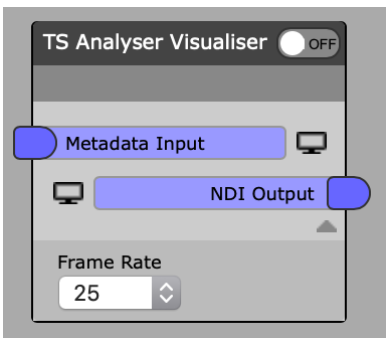 TS Analyser Visualiser OFF
Metadata Input
NDI Output
Frame Rate
25